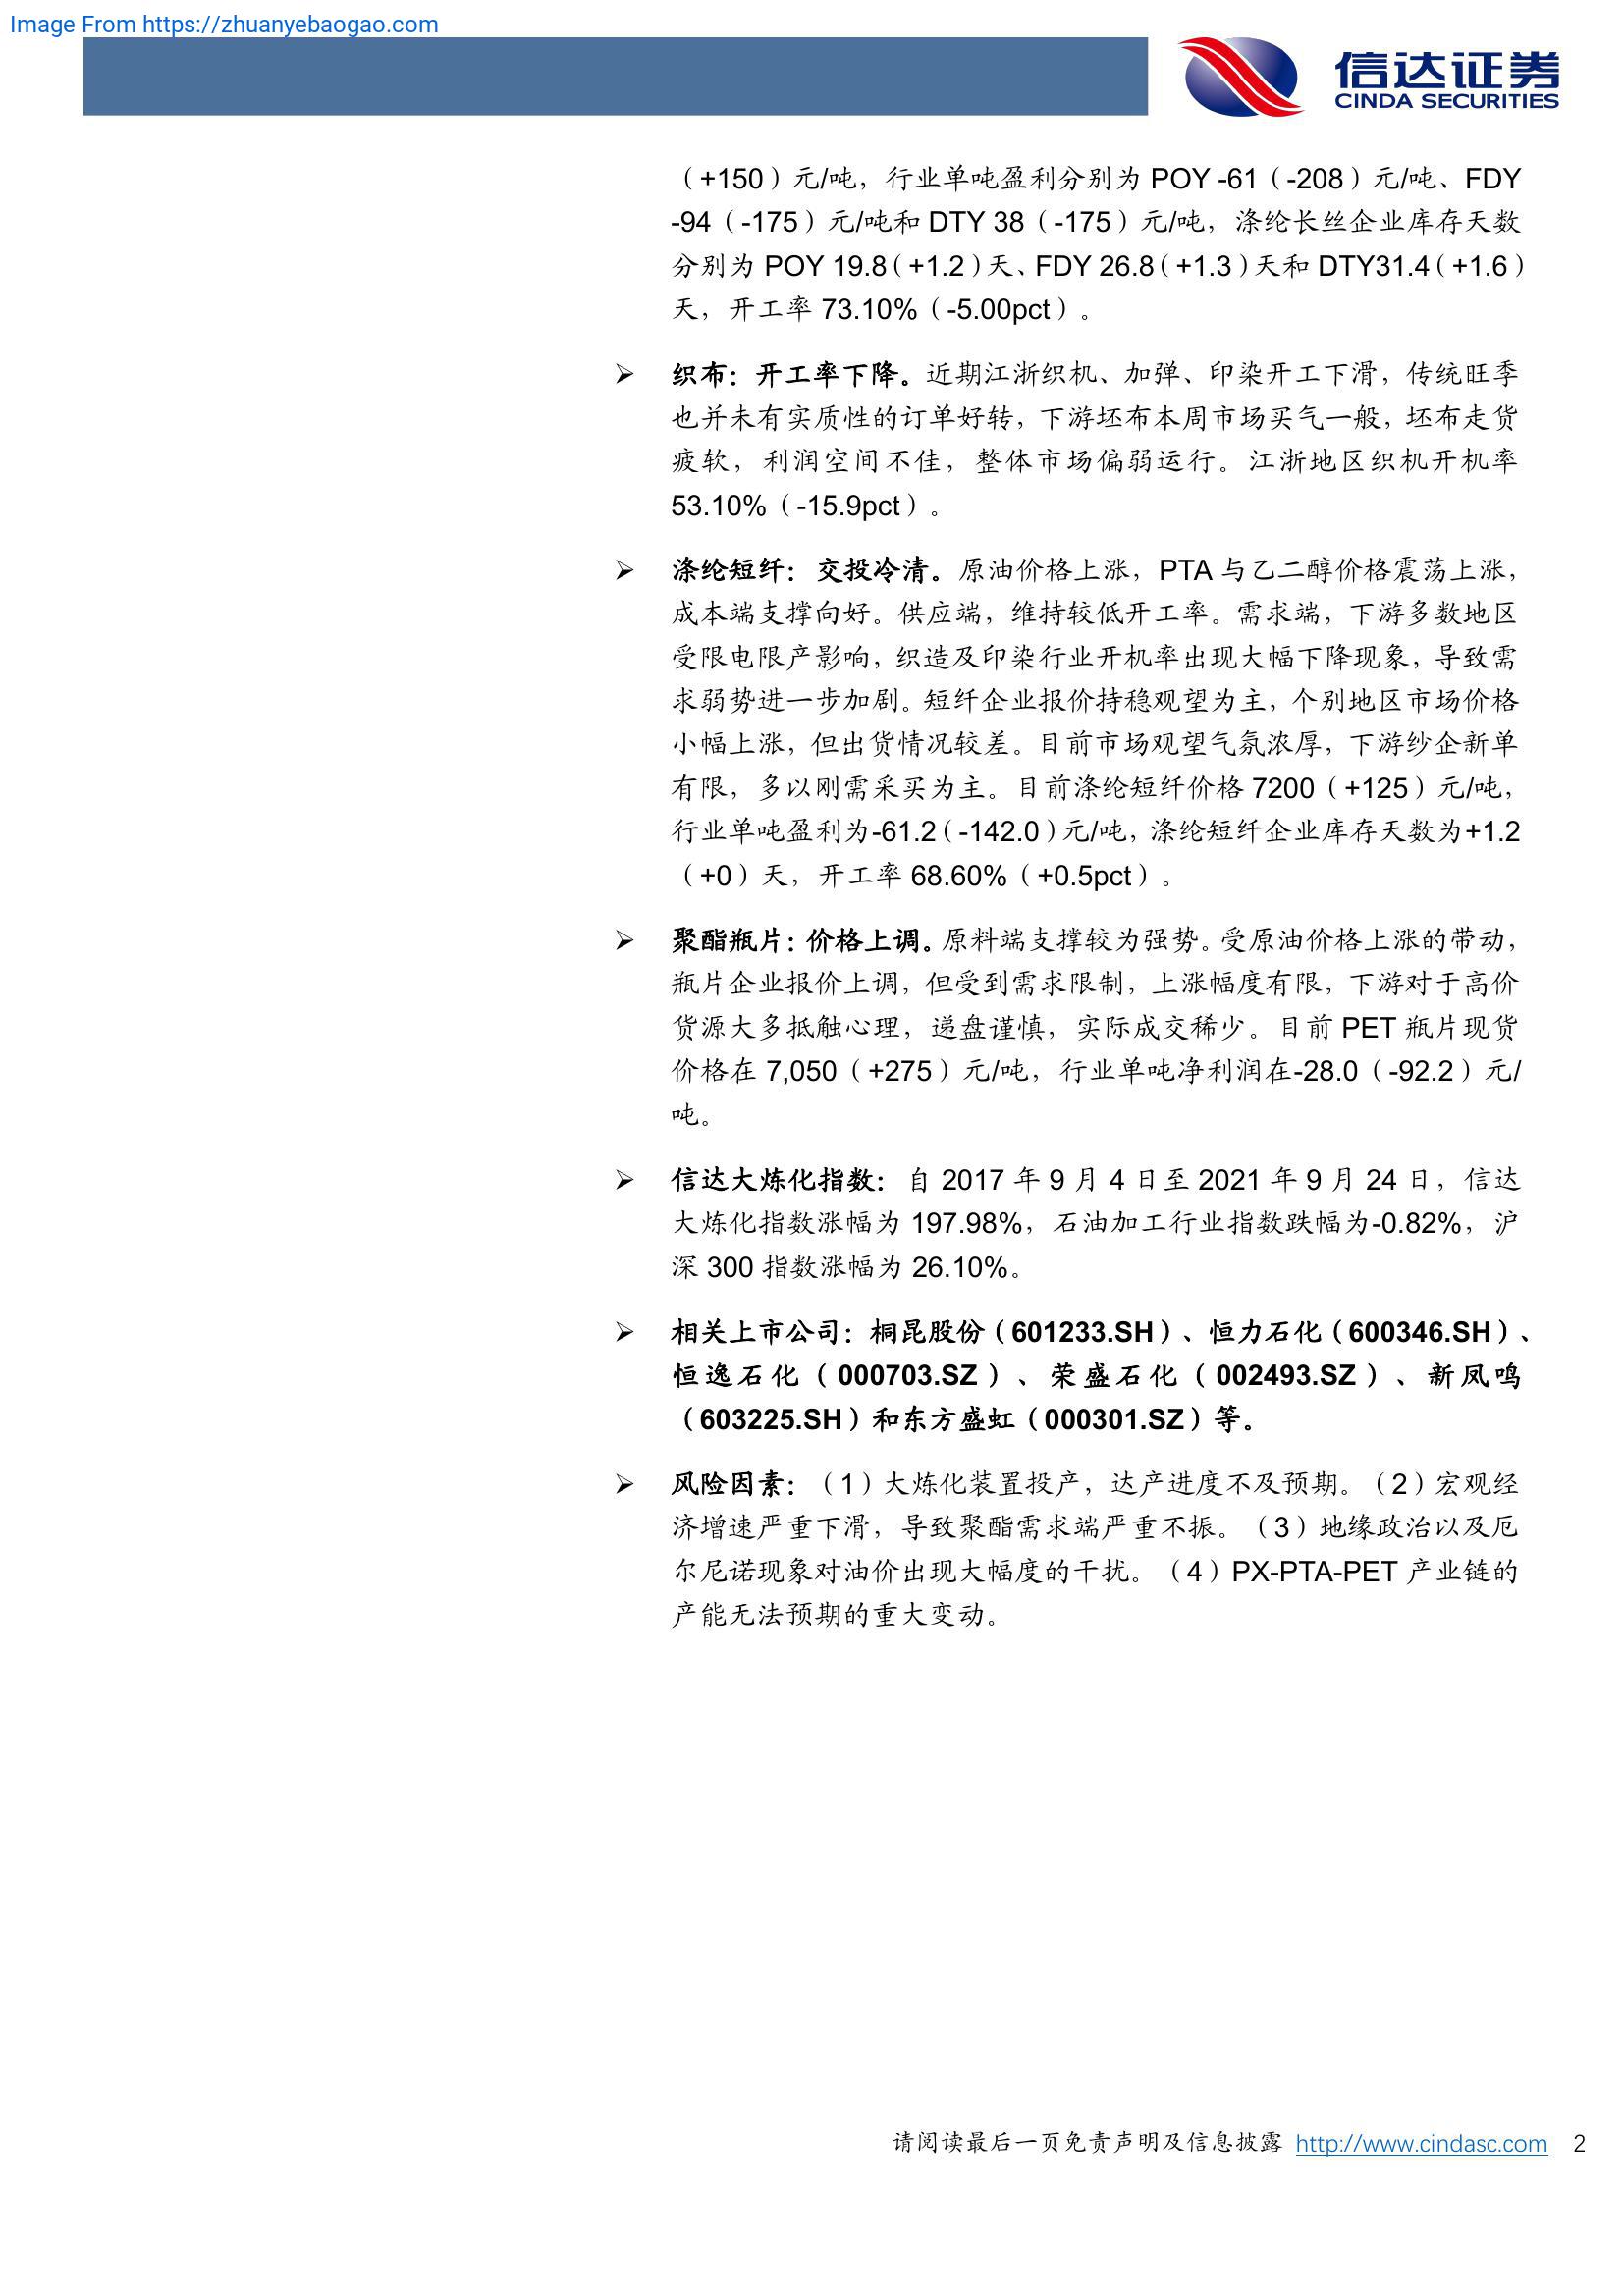 Image From https://zhuanyebaogao.com
信达证券
CINDA SECURITIES
（+150）元/吨，行业单吨盈利分别为 POY -61（-208）元/吨、FDY
-94（-175）元/吨和 DTY 38（-175）元/吨，涤纶长丝企业库存天数
分别为 POY 19.8（+1.2）天、FDY 26.8（+1.3）天和 DTY31.4（+1.6）
天，开工率 73.10%（-5.00pct）。
➢ 织布：开工率下降。近期江浙织机、加弹、印染开工下滑，传统旺季
也并未有实质性的订单好转，下游坯布本周市场买气一般，坯布走货
疲软，利润空间不佳，整体市场偏弱运行。江浙地区织机开机率
53.10%（-15.9pct）。
➢ 涤纶短纤：交投冷清。原油价格上涨，PTA 与乙二醇价格震荡上涨，
成本端支撑向好。供应端，维持较低开工率。需求端，下游多数地区
受限电限产影响，织造及印染行业开机率出现大幅下降现象，导致需
求弱势进一步加剧。短纤企业报价持稳观望为主，个别地区市场价格
小幅上涨，但出货情况较差。目前市场观望气氛浓厚，下游纱企新单
有限，多以刚需采买为主。目前涤纶短纤价格 7200（+125）元/吨，
行业单吨盈利为-61.2（-142.0）元/吨，涤纶短纤企业库存天数为+1.2
（+0）天，开工率 68.60%（+0.5pct）。
➢ 聚酯瓶片：价格上调。原料端支撑较为强势。受原油价格上涨的带动，
瓶片企业报价上调，但受到需求限制，上涨幅度有限，下游对于高价
货源大多抵触心理，递盘谨慎，实际成交稀少。目前 PET 瓶片现货
价格在 7,050（+275）元/吨，行业单吨净利润在-28.0（-92.2）元/
吨。
➢ 信达大炼化指数：自 2017 年 9 月 4 日至 2021 年 9 月 24 日，信达
大炼化指数涨幅为 197.98%，石油加工行业指数跌幅为-0.82%，沪
深 300 指数涨幅为 26.10%。
➢ 相关上市公司：桐昆股份（601233.SH）、恒力石化（600346.SH）、
恒逸石化（000703.SZ）、荣盛石化（002493.SZ）、新凤鸣
（603225.SH）和东方盛虹（000301.SZ）等。
➢ 风险因素：（1）大炼化装置投产，达产进度不及预期。（2）宏观经
济增速严重下滑，导致聚酯需求端严重不振。（3）地缘政治以及厄
尔尼诺现象对油价出现大幅度的干扰。（4）PX-PTA-PET 产业链的
产能无法预期的重大变动。
请阅读最后一页免责声明及信息披露 http://www.cindasc.com 2